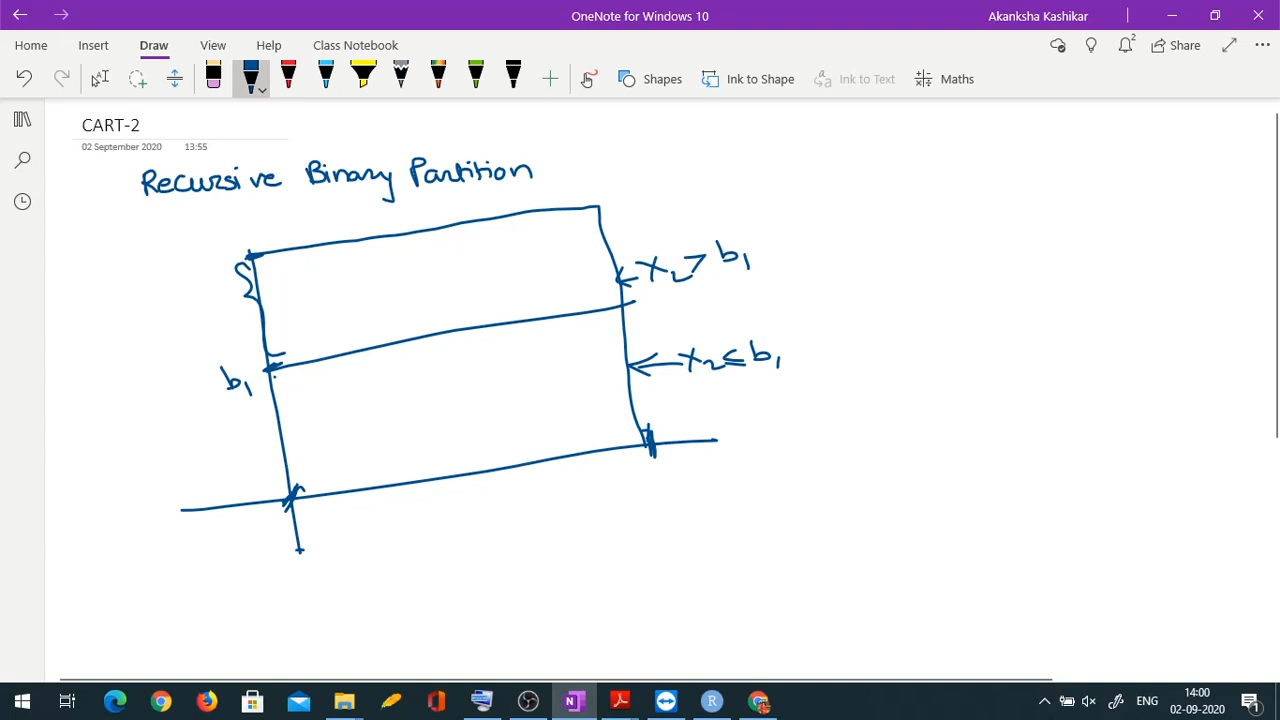 OneNote for Windows 10
Akanksha Kashikar
Home Insert Draw View Help Class Notebook
Share
Shapes Ink to Shape Ink to Text Maths
CART-2
02 September 2020 13:55
Recursive Binary Partition
X₂ > b₁
X₂ ≤ b₁
b₁
ENG
14:00
02-09-2020